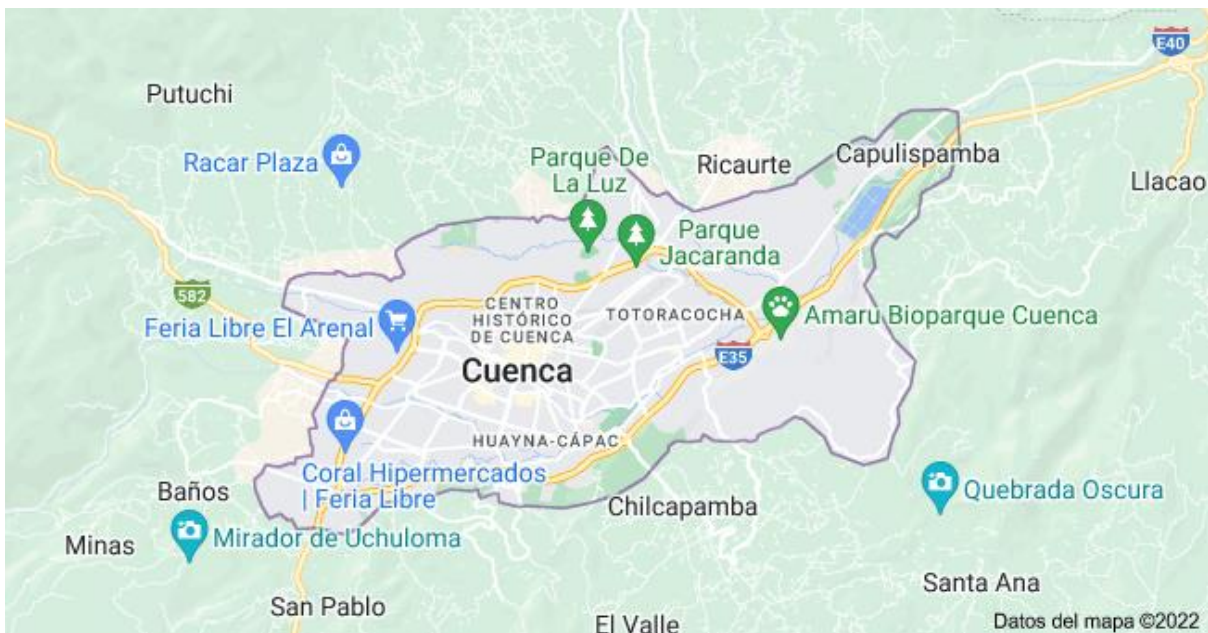 E40
Putuchi
Racar Plaza
Parque De
La Luz
Ricaurte
Capulispamba
Llacao
Parque
Jacaranda
582
CENTRO
HISTÓRICO
DE CUENCA
TOTORACOCHA
Feria Libre El Arenal
Amaru Bioparque Cuenca
E35
Cuenca
HUAYNA-CÁPAC
Coral Hipermercados
| Feria Libre
Baños
Quebrada Oscura
Chilcapamba
Minas
Mirador de Uchuloma
Santa Ana
San Pablo
El Valle
Datos del mapa ©2022